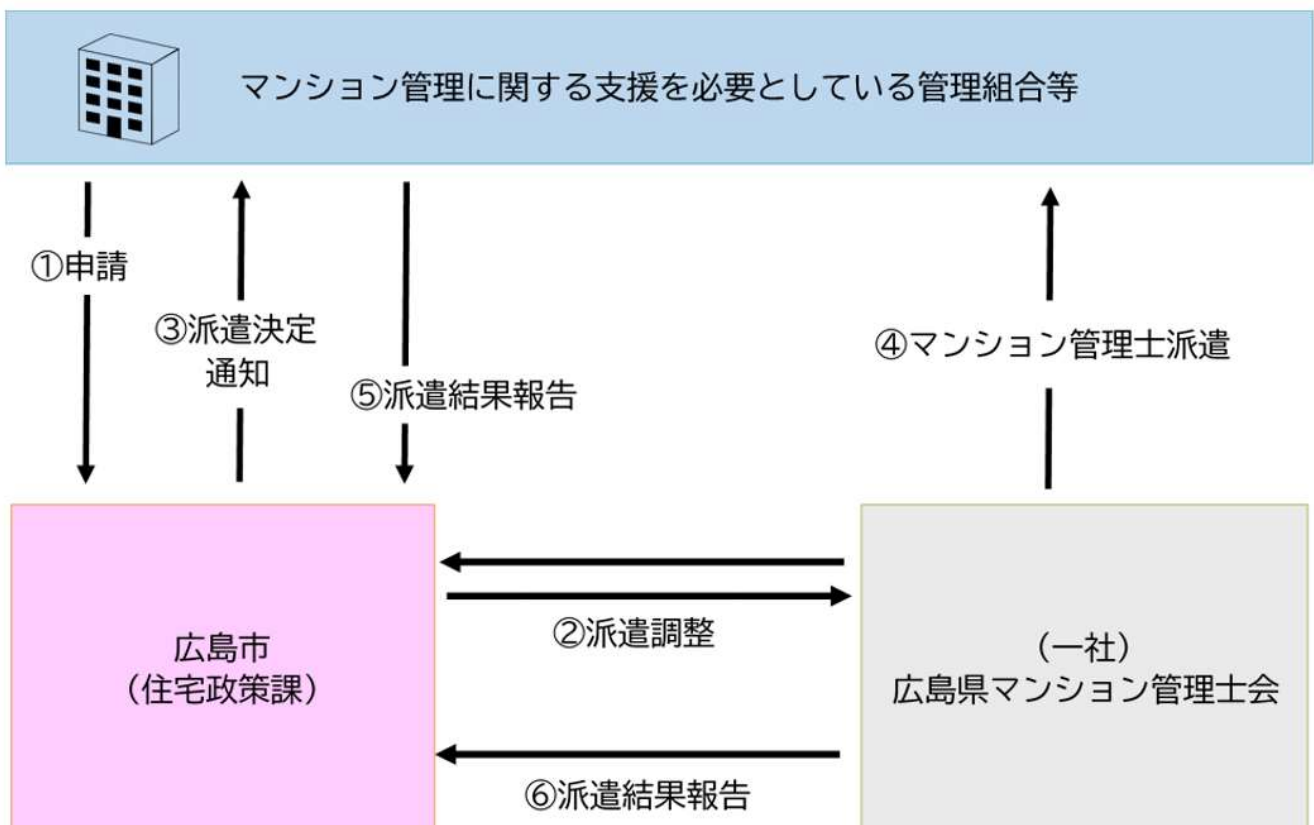 マンション管理に関する支援を必要としている管理組合等
①申請
③派遣決定
通知
⑤派遣結果報告
④マンション管理士派遣
②派遣調整
広島市
（住宅政策課）
（一社）
広島県マンション管理士会
⑥派遣結果報告